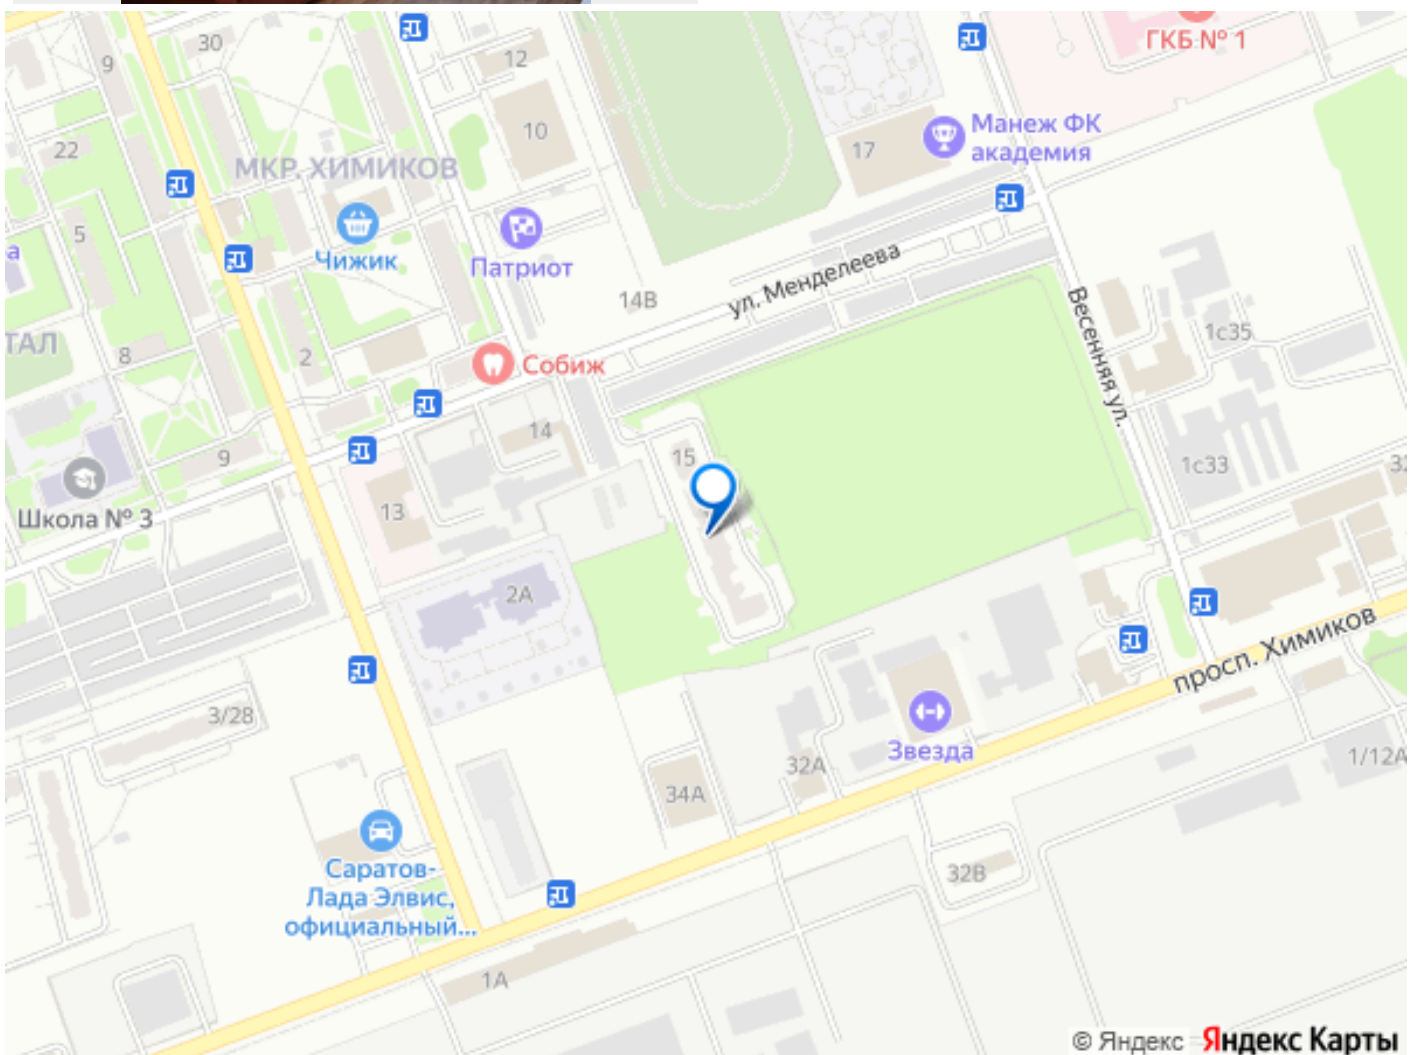 30
12
9
ГКБ № 1
10
Манеж ФК
академия
17
22
МКР. ХИМИКОВ
5
а
Чижик
Патриот
ул. Менделеева
14В
Весенняя ул.
1с35
ТАЛ
8
2
Собиж
14
9
15
1с33
32
Школа № 3
13
2А
просп. Химиков
3/28
Звезда
32А
1/12А
34А
Саратов-
Лада Элвис,
официальный...
32В
1А
© Яндекс Яндекс Карты